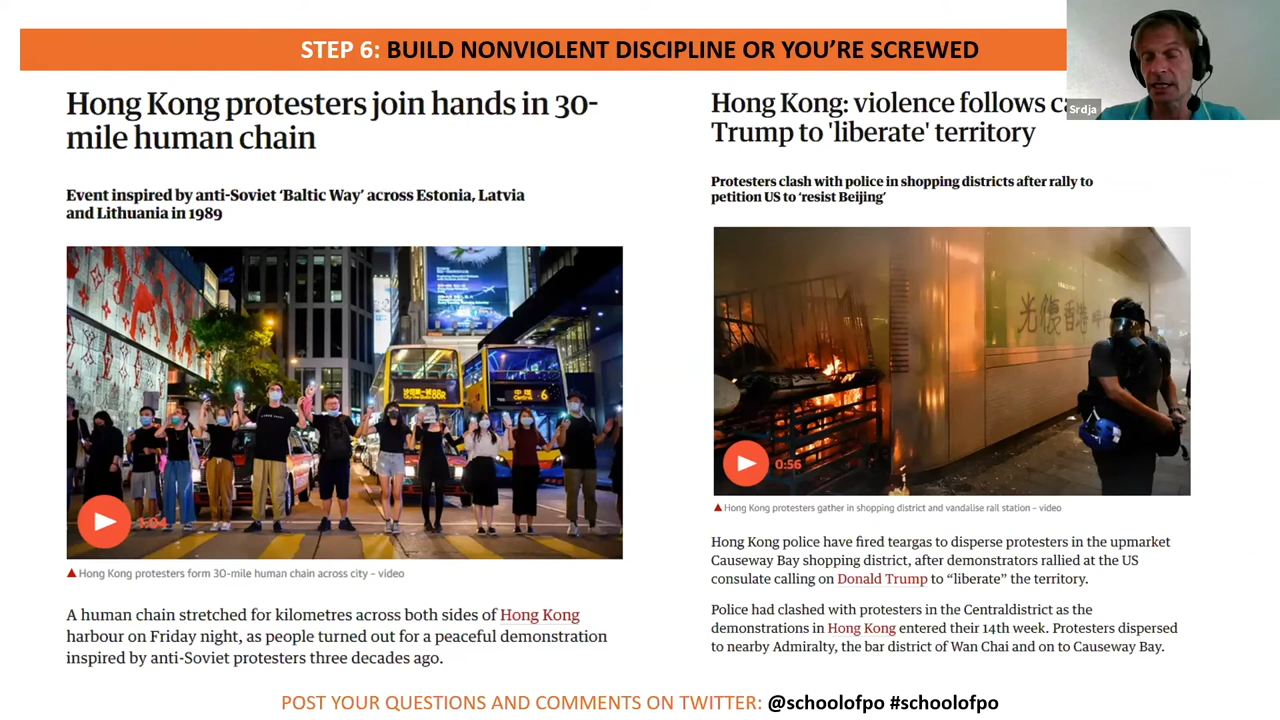 STEP 6: BUILD NONVIOLENT DISCIPLINE OR YOU'RE SCREWED
Srdja
Hong Kong protesters join hands in 30-
mile human chain
Event inspired by anti-Soviet ‘Baltic Way’ across Estonia, Latvia
and Lithuania in 1989
Central 6
1:04
Hong Kong protesters form 30-mile human chain across city – video
A human chain stretched for kilometres across both sides of Hong Kong
harbour on Friday night, as people turned out for a peaceful demonstration
inspired by anti-Soviet protesters three decades ago.
Hong Kong: violence follows
Trump to 'liberate' territory
Protesters clash with police in shopping districts after rally to
petition US to ‘resist Beijing’
光復香港
0:56
Hong Kong protesters gather in shopping district and vandalise rail station – video
Hong Kong police have fired teargas to disperse protesters in the upmarket
Causeway Bay shopping district, after demonstrators rallied at the US
consulate calling on Donald Trump to “liberate” the territory.
Police had clashed with protesters in the Centraldistrict as the
demonstrations in Hong Kong entered their 14th week. Protesters dispersed
to nearby Admiralty, the bar district of Wan Chai and on to Causeway Bay.
POST YOUR QUESTIONS AND COMMENTS ON TWITTER: @schoolofpo #schoolofpo